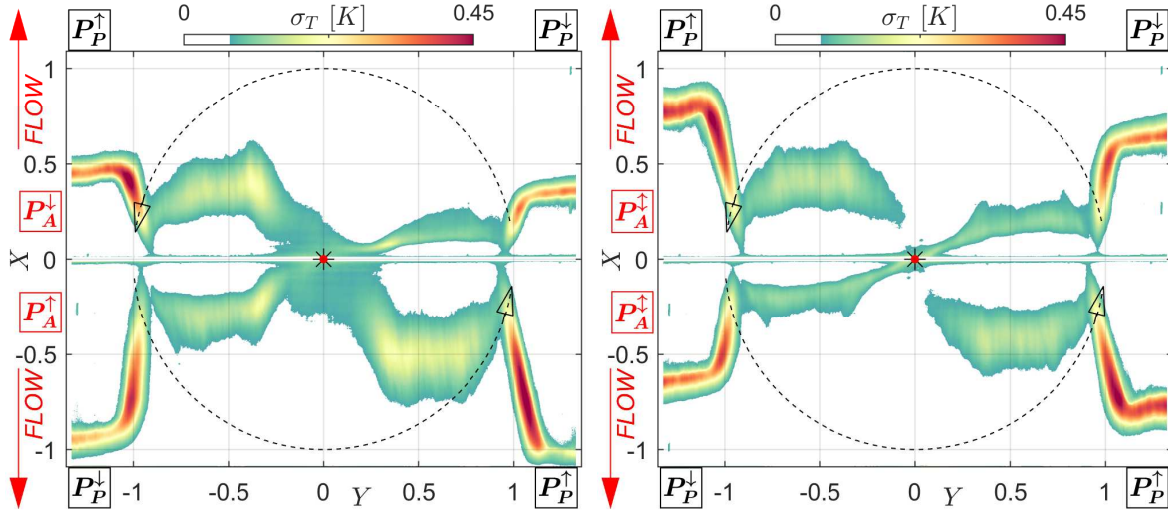 0 σ_T [K] 0.45
P_P^↑ P_P^↓
FLOW
P_A^↓
P_A^↑
FLOW
P_P^↓ P_P^↑
1
0.5
0
-0.5
-1
X
-1 -0.5 0 0.5 1
Y
0 σ_T [K] 0.45
P_P^↑ P_P^↓
FLOW
P_A^↕
P_A^↕
FLOW
P_P^↓ P_P^↑
1
0.5
0
-0.5
-1
X
-1 -0.5 0 0.5 1
Y